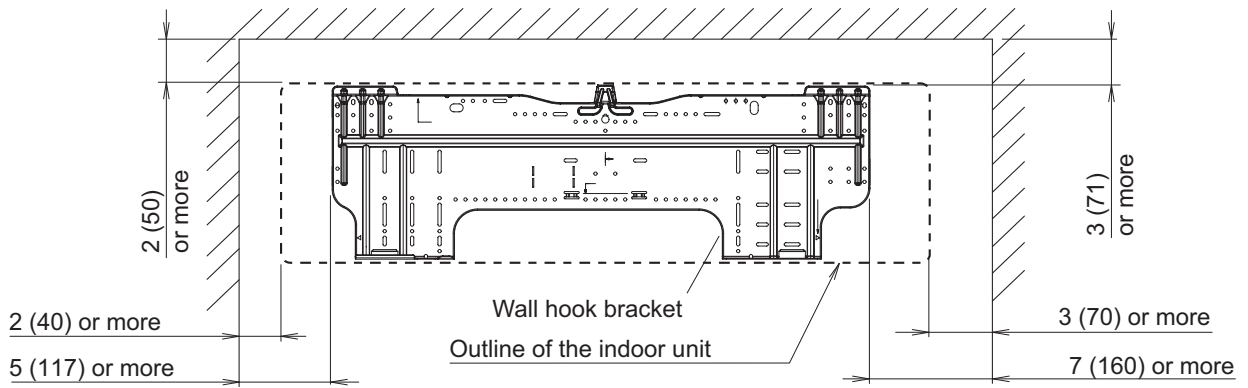 2 (50)
or more
3 (71)
or more
Wall hook bracket
Outline of the indoor unit
2 (40) or more
5 (117) or more
3 (70) or more
7 (160) or more